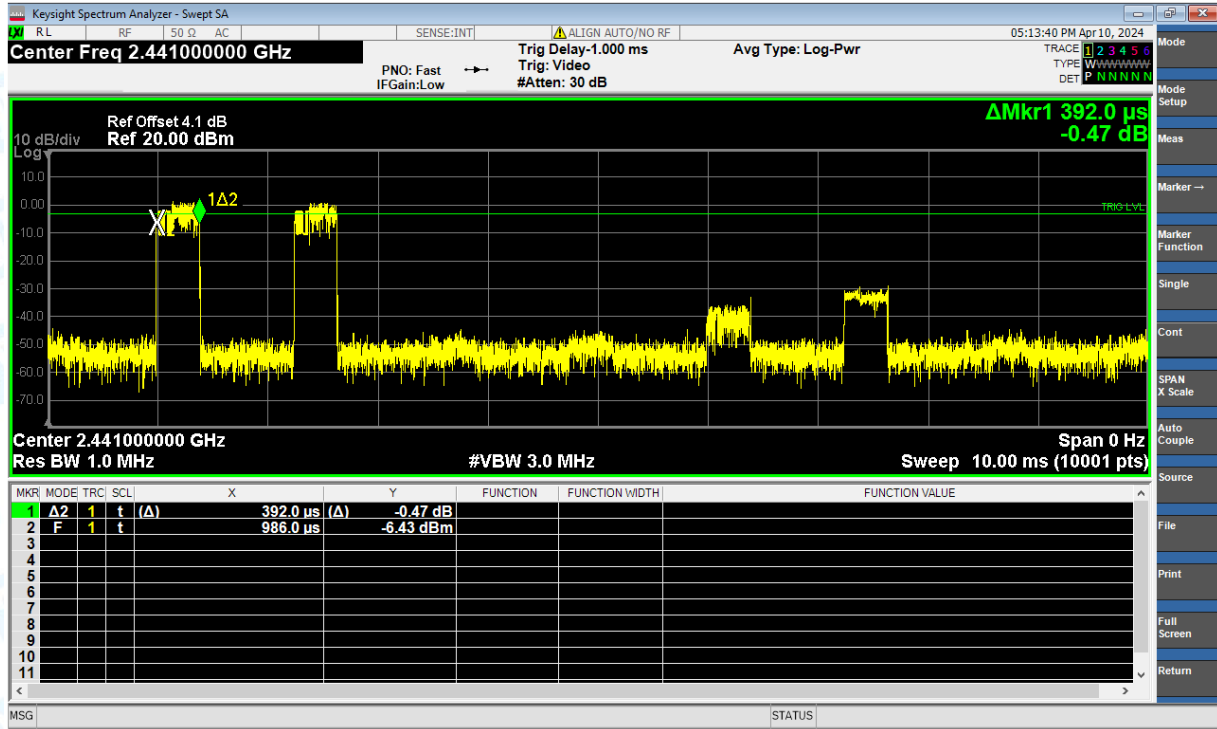 Keysight Spectrum Analyzer - Swept SA
LXI RL RF 50 Ω AC SENSE:INT ALIGN AUTO/NO RF 05:13:40 PM Apr 10, 2024
Center Freq 2.441000000 GHz
PNO: Fast
IFGain:Low
Trig Delay-1.000 ms
Trig: Video
#Atten: 30 dB
Avg Type: Log-Pwr
TRACE 1 2 3 4 5 6
TYPE WWWWWW
DET P N N N N N
ΔMkr1 392.0 µs
-0.47 dB
Ref Offset 4.1 dB
10 dB/div Ref 20.00 dBm
Log
10.0
0.00
-10.0
-20.0
-30.0
-40.0
-50.0
-60.0
-70.0
1Δ2
TRIG LVL
X2
Center 2.441000000 GHz Span 0 Hz
Res BW 1.0 MHz #VBW 3.0 MHz Sweep 10.00 ms (10001 pts)
MKR MODE TRC SCL X Y FUNCTION FUNCTION WIDTH FUNCTION VALUE
1 Δ2 1 t (Δ) 392.0 µs (Δ) -0.47 dB
2 F 1 t 986.0 µs -6.43 dBm
3
4
5
6
7
8
9
10
11
MSG STATUS
Mode
Mode
Setup
Meas
Marker →
Marker
Function
Single
Cont
SPAN
X Scale
Auto
Couple
Source
File
Print
Full
Screen
Return